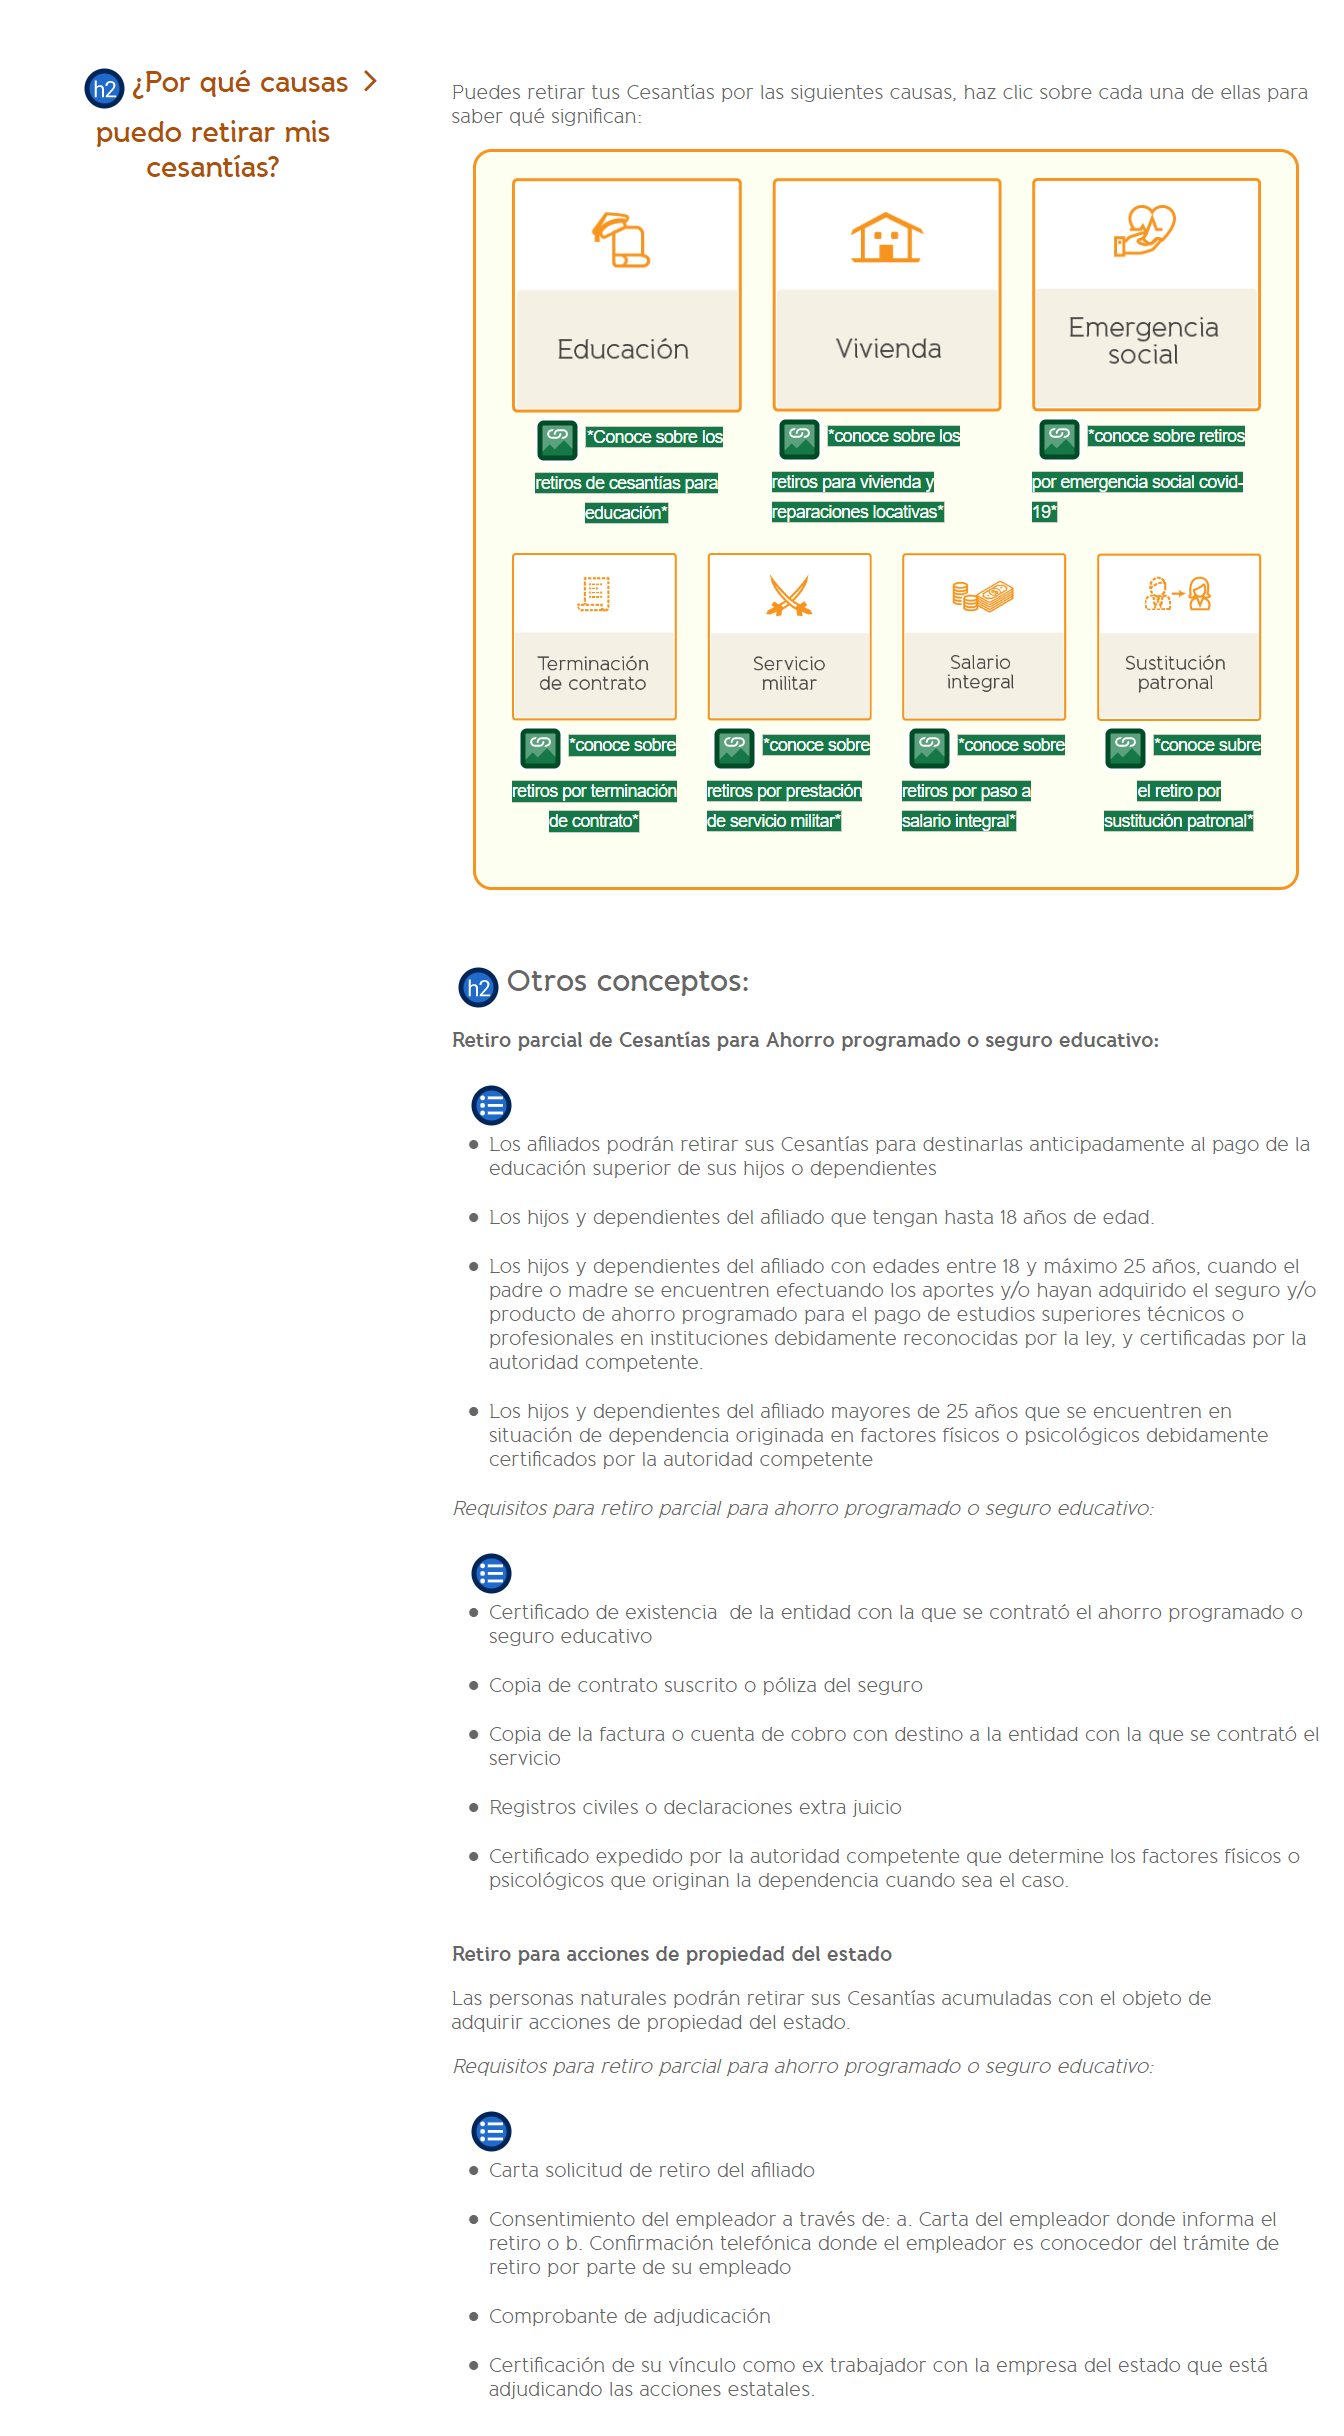 h2 ¿Por qué causas >
puedo retirar mis
cesantías?
Puedes retirar tus Cesantías por las siguientes causas, haz clic sobre cada una de ellas para
saber qué significan:
Educación
Vivienda
Emergencia
social
*Conoce sobre los
retiros de cesantías para
educación*
*conoce sobre los
retiros para vivienda y
reparaciones locativas*
*conoce sobre retiros
por emergencia social covid-
19*
Terminación
de contrato
Servicio
militar
Salario
integral
Sustitución
patronal
*conoce sobre
retiros por terminación
de contrato*
*conoce sobre
retiros por prestación
de servicio militar*
*conoce sobre
retiros por paso a
salario integral*
*conoce subre
el retiro por
sustitución patronal*
h2 Otros conceptos:
Retiro parcial de Cesantías para Ahorro programado o seguro educativo:
• Los afiliados podrán retirar sus Cesantías para destinarlas anticipadamente al pago de la
educación superior de sus hijos o dependientes
• Los hijos y dependientes del afiliado que tengan hasta 18 años de edad.
• Los hijos y dependientes del afiliado con edades entre 18 y máximo 25 años, cuando el
padre o madre se encuentren efectuando los aportes y/o hayan adquirido el seguro y/o
producto de ahorro programado para el pago de estudios superiores técnicos o
profesionales en instituciones debidamente reconocidas por la ley, y certificadas por la
autoridad competente.
• Los hijos y dependientes del afiliado mayores de 25 años que se encuentren en
situación de dependencia originada en factores físicos o psicológicos debidamente
certificados por la autoridad competente
Requisitos para retiro parcial para ahorro programado o seguro educativo:
• Certificado de existencia  de la entidad con la que se contrató el ahorro programado o
seguro educativo
• Copia de contrato suscrito o póliza del seguro
• Copia de la factura o cuenta de cobro con destino a la entidad con la que se contrató el
servicio
• Registros civiles o declaraciones extra juicio
• Certificado expedido por la autoridad competente que determine los factores físicos o
psicológicos que originan la dependencia cuando sea el caso.
Retiro para acciones de propiedad del estado
Las personas naturales podrán retirar sus Cesantías acumuladas con el objeto de
adquirir acciones de propiedad del estado.
Requisitos para retiro parcial para ahorro programado o seguro educativo:
• Carta solicitud de retiro del afiliado
• Consentimiento del empleador a través de: a. Carta del empleador donde informa el
retiro o b. Confirmación telefónica donde el empleador es conocedor del trámite de
retiro por parte de su empleado
• Comprobante de adjudicación
• Certificación de su vínculo como ex trabajador con la empresa del estado que está
adjudicando las acciones estatales.